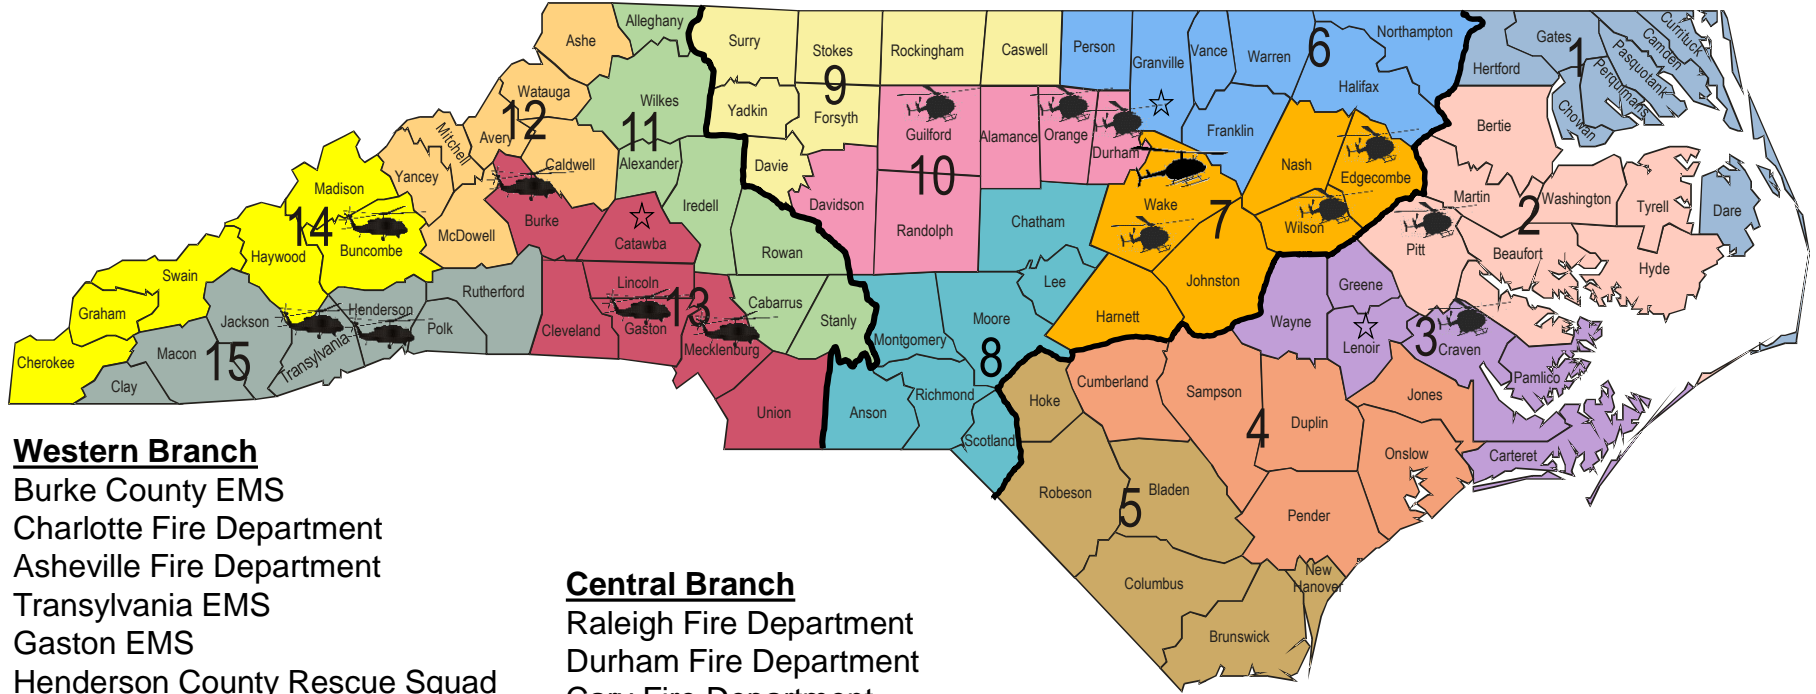 Alleghany
Ashe
Surry
Stokes
Rockingham
Caswell
Person
Granville
Vance
Warren
6
Northampton
Gates
1
Currituck
Camden
Pasquotank
Perquimans
Chowan
Hertford
Watauga
12
Avery
Mitchell
Wilkes
11
Yadkin
9
Forsyth
Halifax
Franklin
Bertie
Guilford
Alamance
Orange
Durham
Nash
Edgecombe
Caldwell
Alexander
Davie
Madison
Yancey
10
14
Buncombe
McDowell
Burke
Catawba
Iredell
Davidson
Randolph
Chatham
Wake
7
Wilson
Martin
2
Washington
Tyrell
Dare
Pitt
Beaufort
Hyde
Haywood
Swain
Rowan
Lee
Johnston
Greene
Graham
Jackson
Henderson
Rutherford
Polk
Lincoln
13
Gaston
Cleveland
Mecklenburg
Cabarrus
Stanly
Montgomery
Moore
8
Harnett
Wayne
Lenoir
3
Craven
Pamlico
Cherokee
Macon
15
Transylvania
Clay
Union
Anson
Richmond
Scotland
Hoke
Cumberland
Sampson
4
Duplin
Jones
Onslow
Carteret
Robeson
5
Bladen
Pender
Columbus
New
Hanover
Brunswick
Western Branch
Burke County EMS
Charlotte Fire Department
Asheville Fire Department
Transylvania EMS
Gaston EMS
Henderson County Rescue Squad
Central Branch
Raleigh Fire Department
Durham Fire Department
Cary Fire Department